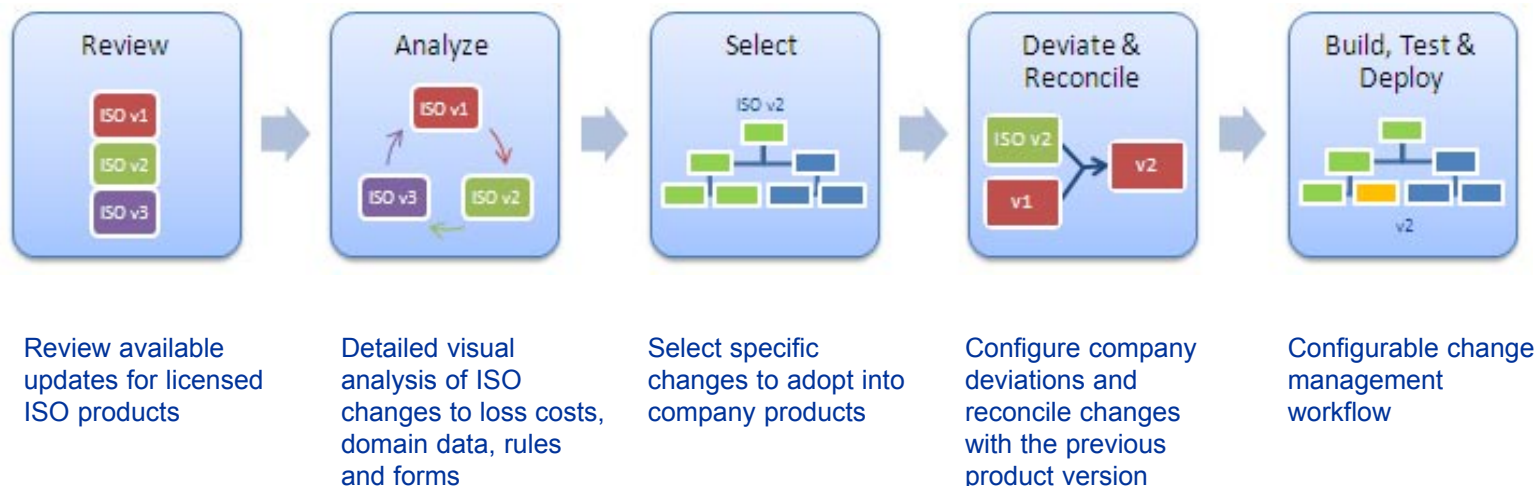 Review
ISO v1
ISO v2
ISO v3
Analyze
ISO v1
ISO v3
ISO v2
Select
ISO v2
Deviate &
Reconcile
ISO v2
v1
v2
Build, Test &
Deploy
v2
Review available
updates for licensed
ISO products
Detailed visual
analysis of ISO
changes to loss costs,
domain data, rules
and forms
Select specific
changes to adopt into
company products
Configure company
deviations and
reconcile changes
with the previous
product version
Configurable change
management
workflow